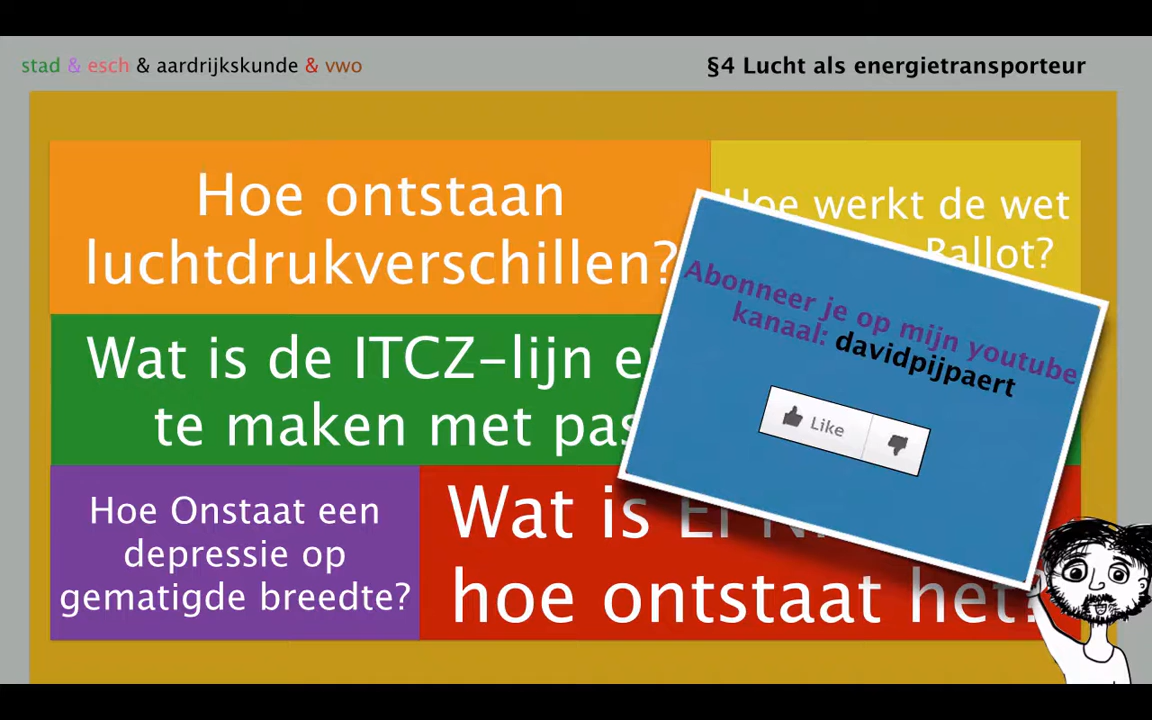 stad & esch & aardrijkskunde & vwo
§4 Lucht als energietransporteur
Hoe ontstaan
luchtdrukverschillen?
Hoe werkt de wet
Ballot?
Wat is de ITCZ-lijn
te maken met
Hoe Onstaat een
depressie op
gematigde breedte?
Wat is El
hoe ontstaat het?
Abonneer je op mijn youtube
kanaal: davidpijpaert
Like